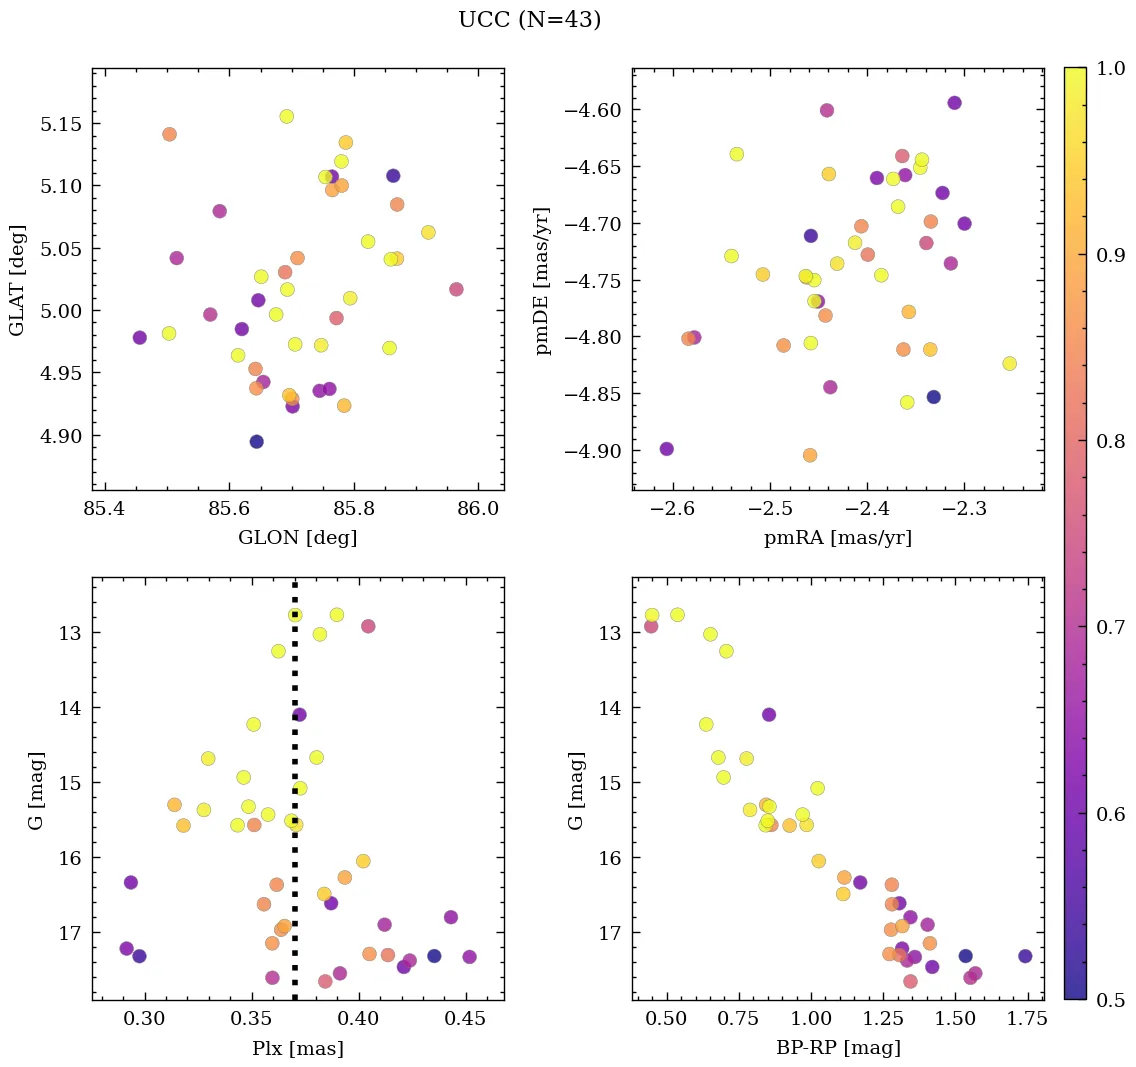 UCC (N=43)
5.15
5.10
5.05
5.00
4.95
4.90
GLAT [deg]
85.4 85.6 85.8 86.0
GLON [deg]
−4.60
−4.65
−4.70
−4.75
−4.80
−4.85
−4.90
pmDE [mas/yr]
−2.6 −2.5 −2.4 −2.3
pmRA [mas/yr]
13
14
15
16
17
G [mag]
0.30 0.35 0.40 0.45
Plx [mas]
13
14
15
16
17
G [mag]
0.50 0.75 1.00 1.25 1.50 1.75
BP-RP [mag]
1.0
0.9
0.8
0.7
0.6
0.5